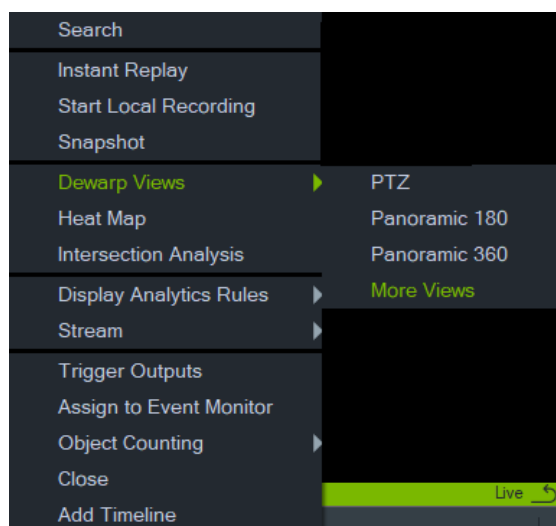 Search
Instant Replay
Start Local Recording
Snapshot
Dewarp Views
Heat Map
Intersection Analysis
Display Analytics Rules
Stream
Trigger Outputs
Assign to Event Monitor
Object Counting
Close
Add Timeline
PTZ
Panoramic 180
Panoramic 360
More Views
Live